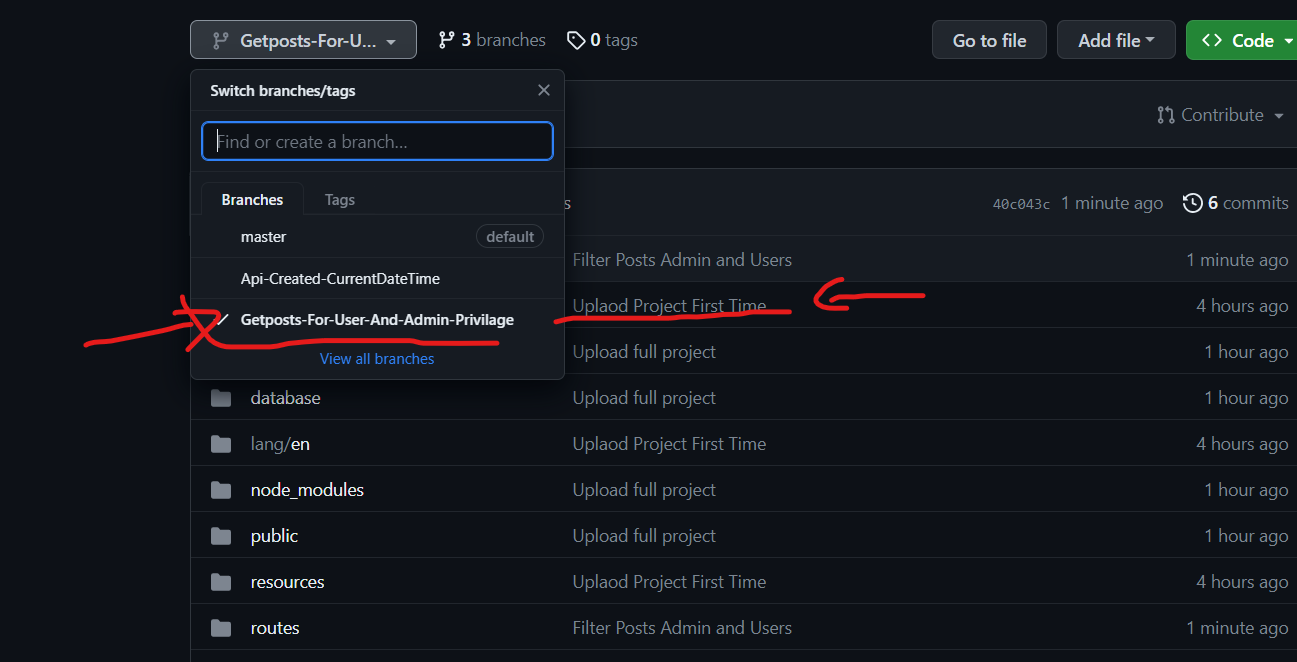 Getposts-For-U... 3 branches 0 tags Go to file Add file Code
Switch branches/tags
Find or create a branch...
Contribute
Branches Tags
s 40c043c 1 minute ago 6 commits
master default
Filter Posts Admin and Users 1 minute ago
Api-Created-CurrentDateTime
Uplaod Project First Time 4 hours ago
Getposts-For-User-And-Admin-Privilage
Upload full project 1 hour ago
View all branches
database Upload full project 1 hour ago
lang/en Uplaod Project First Time 4 hours ago
node_modules Upload full project 1 hour ago
public Upload full project 1 hour ago
resources Uplaod Project First Time 4 hours ago
routes Filter Posts Admin and Users 1 minute ago